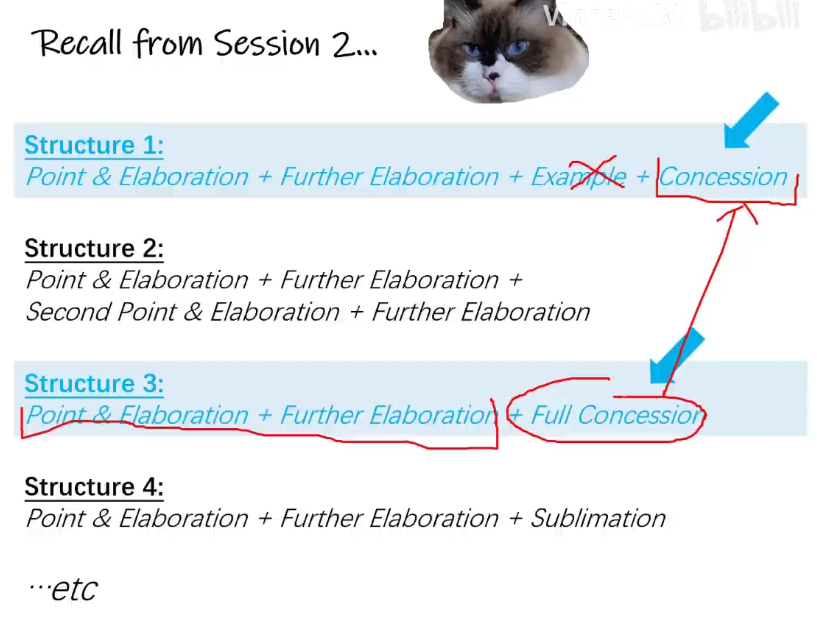 Recall from Session 2...
bilibili
Structure 1:
Point & Elaboration + Further Elaboration + Example + Concession
Structure 2:
Point & Elaboration + Further Elaboration +
Second Point & Elaboration + Further Elaboration
Structure 3:
Point & Elaboration + Further Elaboration + Full Concession
Structure 4:
Point & Elaboration + Further Elaboration + Sublimation
...etc